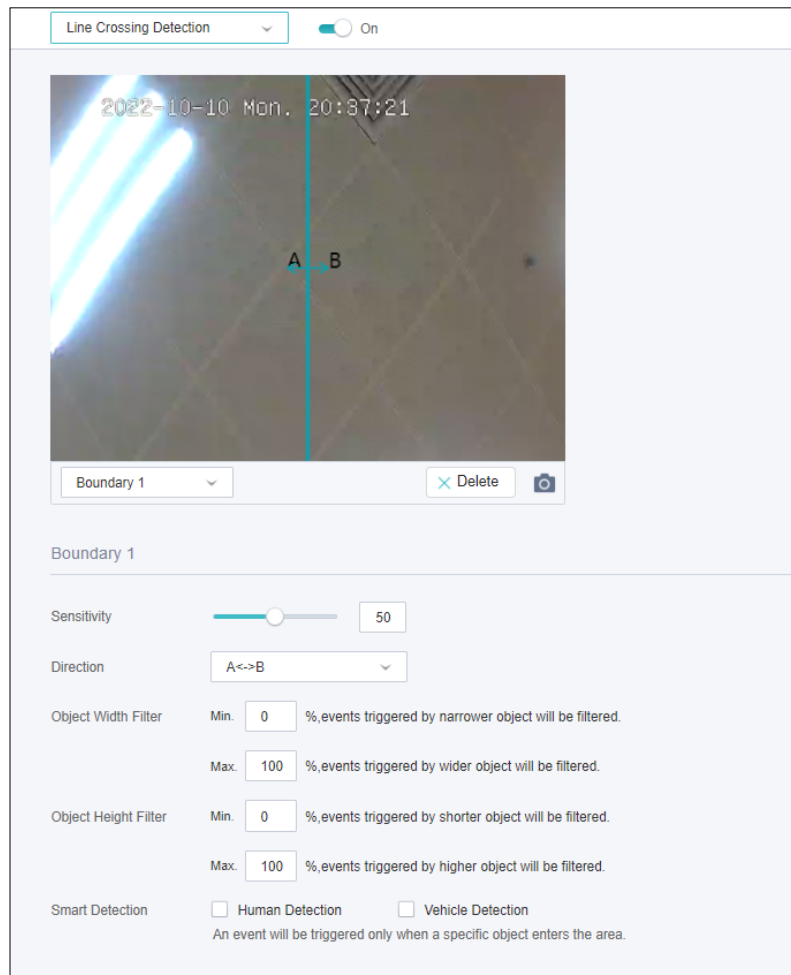 Line Crossing Detection On
2022-10-10 Mon. 20:37:21
A B
Boundary 1 Delete
Boundary 1
Sensitivity 50
Direction A<->B
Object Width Filter Min. 0 %,events triggered by narrower object will be filtered.
Max. 100 %,events triggered by wider object will be filtered.
Object Height Filter Min. 0 %,events triggered by shorter object will be filtered.
Max. 100 %,events triggered by higher object will be filtered.
Smart Detection Human Detection Vehicle Detection
An event will be triggered only when a specific object enters the area.